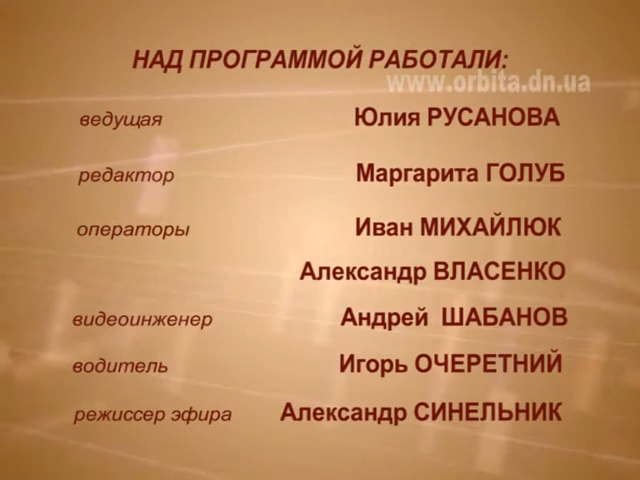 НАД ПРОГРАММОЙ РАБОТАЛИ:
www.orbita.dn.ua
ведущая Юлия РУСАНОВА
редактор Маргарита ГОЛУБ
операторы Иван МИХАЙЛЮК
Александр ВЛАСЕНКО
видеоинженер Андрей ШАБАНОВ
водитель Игорь ОЧЕРЕТНИЙ
режиссер эфира Александр СИНЕЛЬНИК